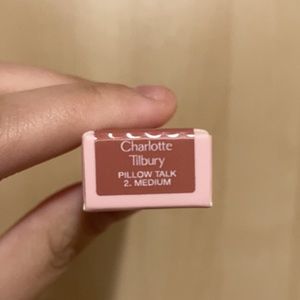 Charlotte
Tilbury
PILLOW TALK
2. MEDIUM